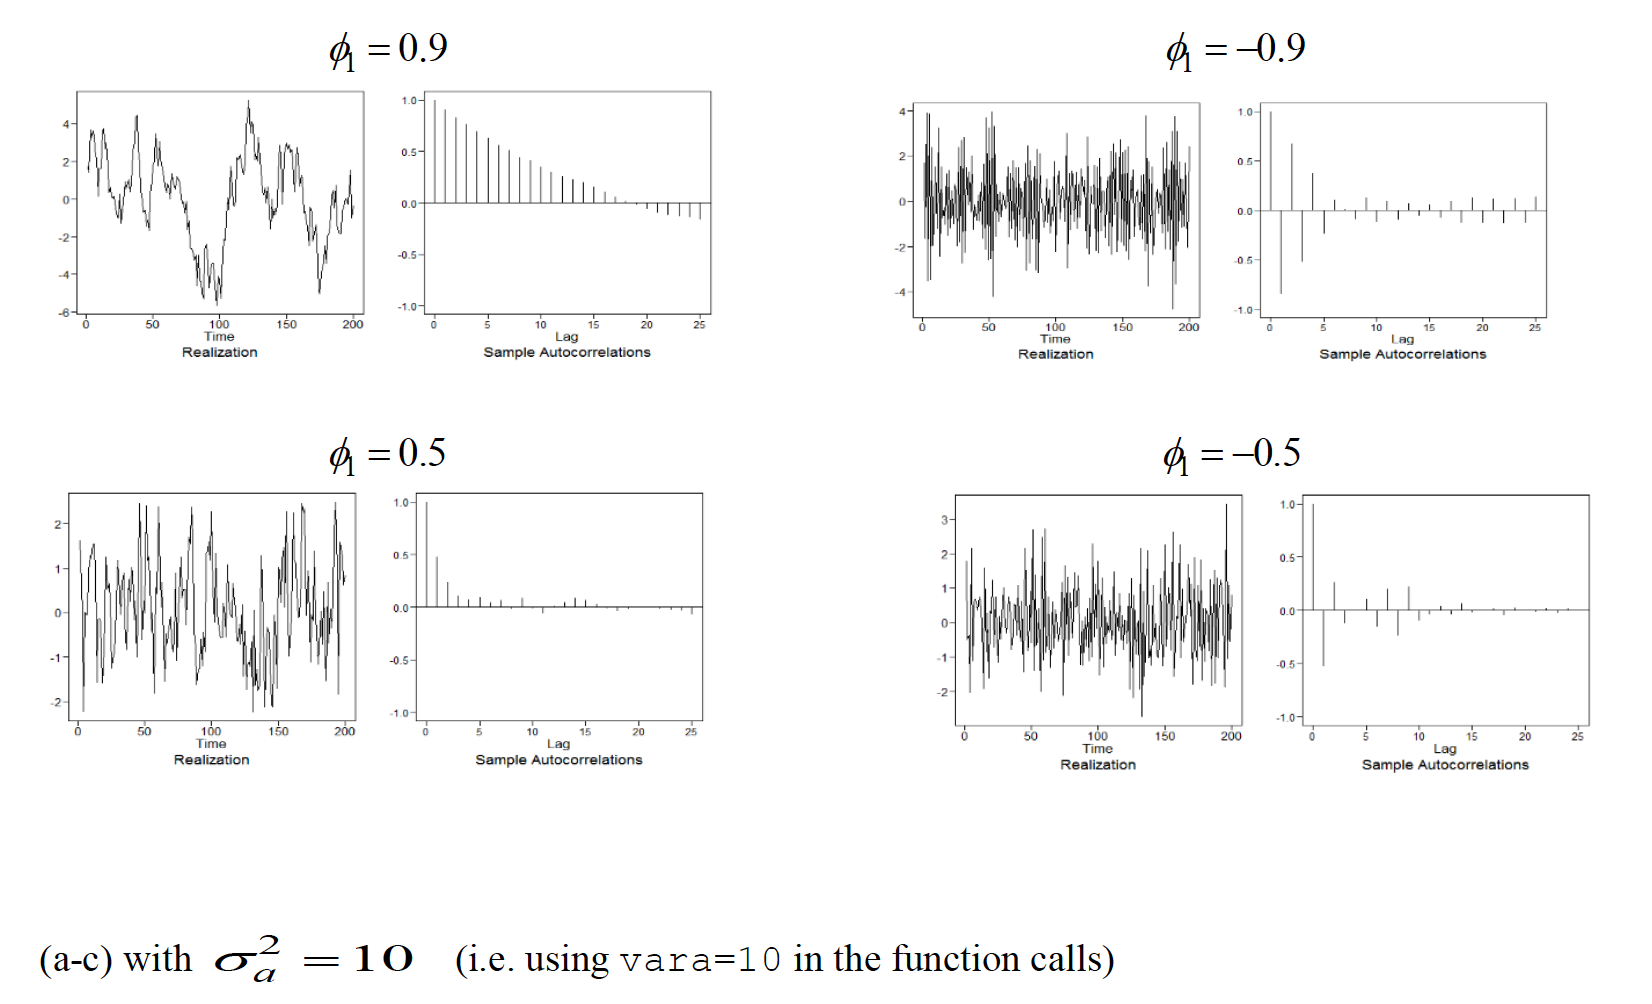 ϕ₁ = 0.9
ϕ₁ = −0.9
4
2
0
-2
-4
-6
0 50 100 150 200
Time
Realization
1.0
0.5
0.0
-0.5
-1.0
0 5 10 15 20 25
Lag
Sample Autocorrelations
4
2
0
-2
-4
0 50 100 150 200
Time
Realization
1.0
0.5
0.0
-0.5
-1.0
0 5 10 15 20 25
Lag
Sample Autocorrelations
ϕ₁ = 0.5
ϕ₁ = −0.5
2
1
0
-1
-2
0 50 100 150 200
Time
Realization
1.0
0.5
0.0
-0.5
-1.0
0 5 10 15 20 25
Lag
Sample Autocorrelations
3
2
1
0
-1
-2
0 50 100 150 200
Time
Realization
1.0
0.5
0.0
-0.5
-1.0
0 5 10 15 20 25
Lag
Sample Autocorrelations
(a-c) with σ²ₐ = 10 (i.e. using vara=10 in the function calls)